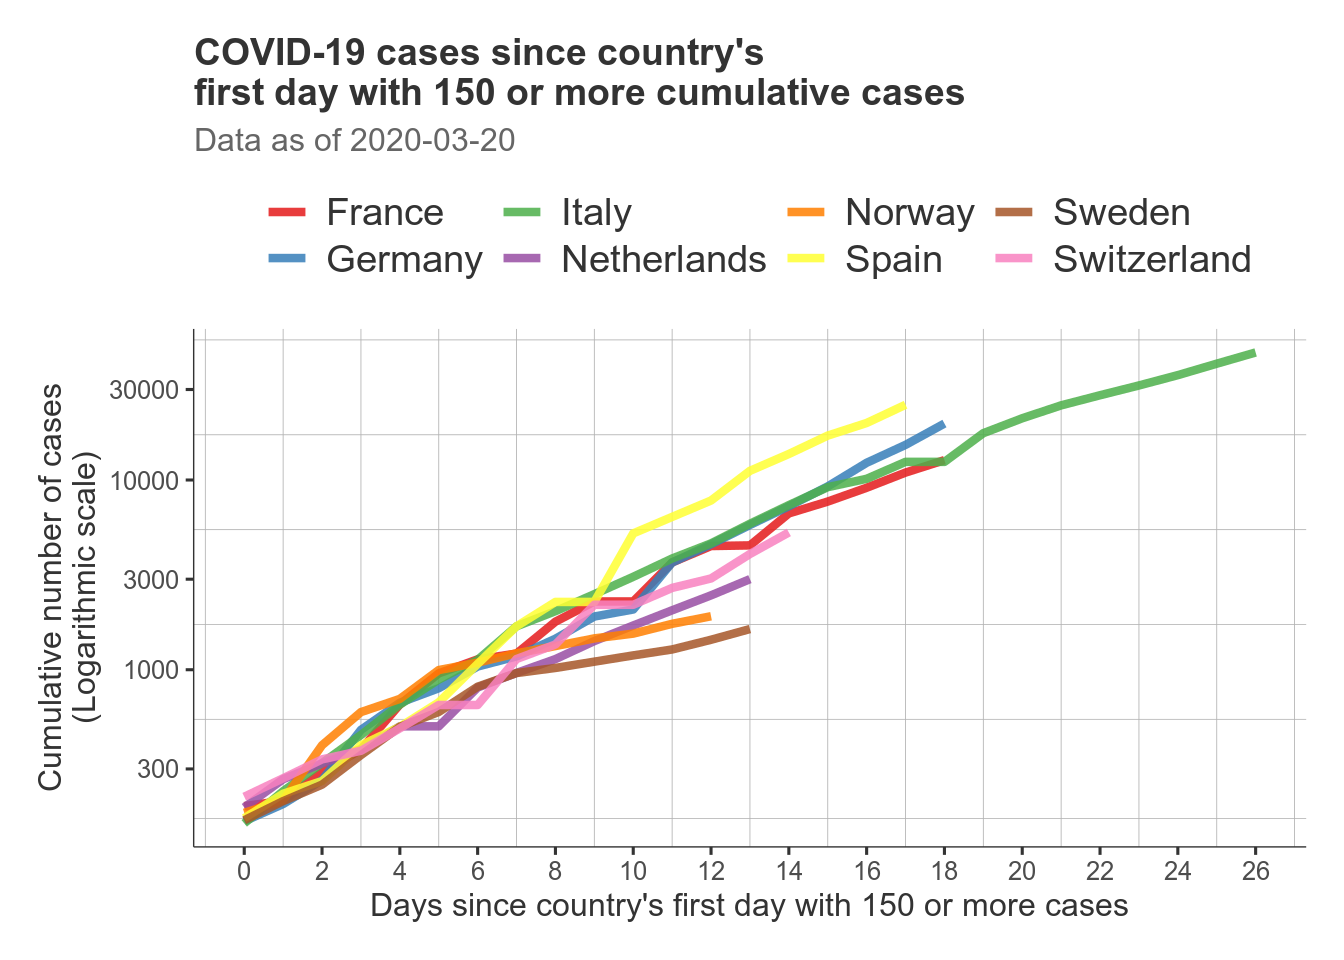 COVID-19 cases since country's
first day with 150 or more cumulative cases
Data as of 2020-03-20
France Italy Norway Sweden
Germany Netherlands Spain Switzerland
Cumulative number of cases
(Logarithmic scale)
30000
10000
3000
1000
300
0 2 4 6 8 10 12 14 16 18 20 22 24 26
Days since country's first day with 150 or more cases